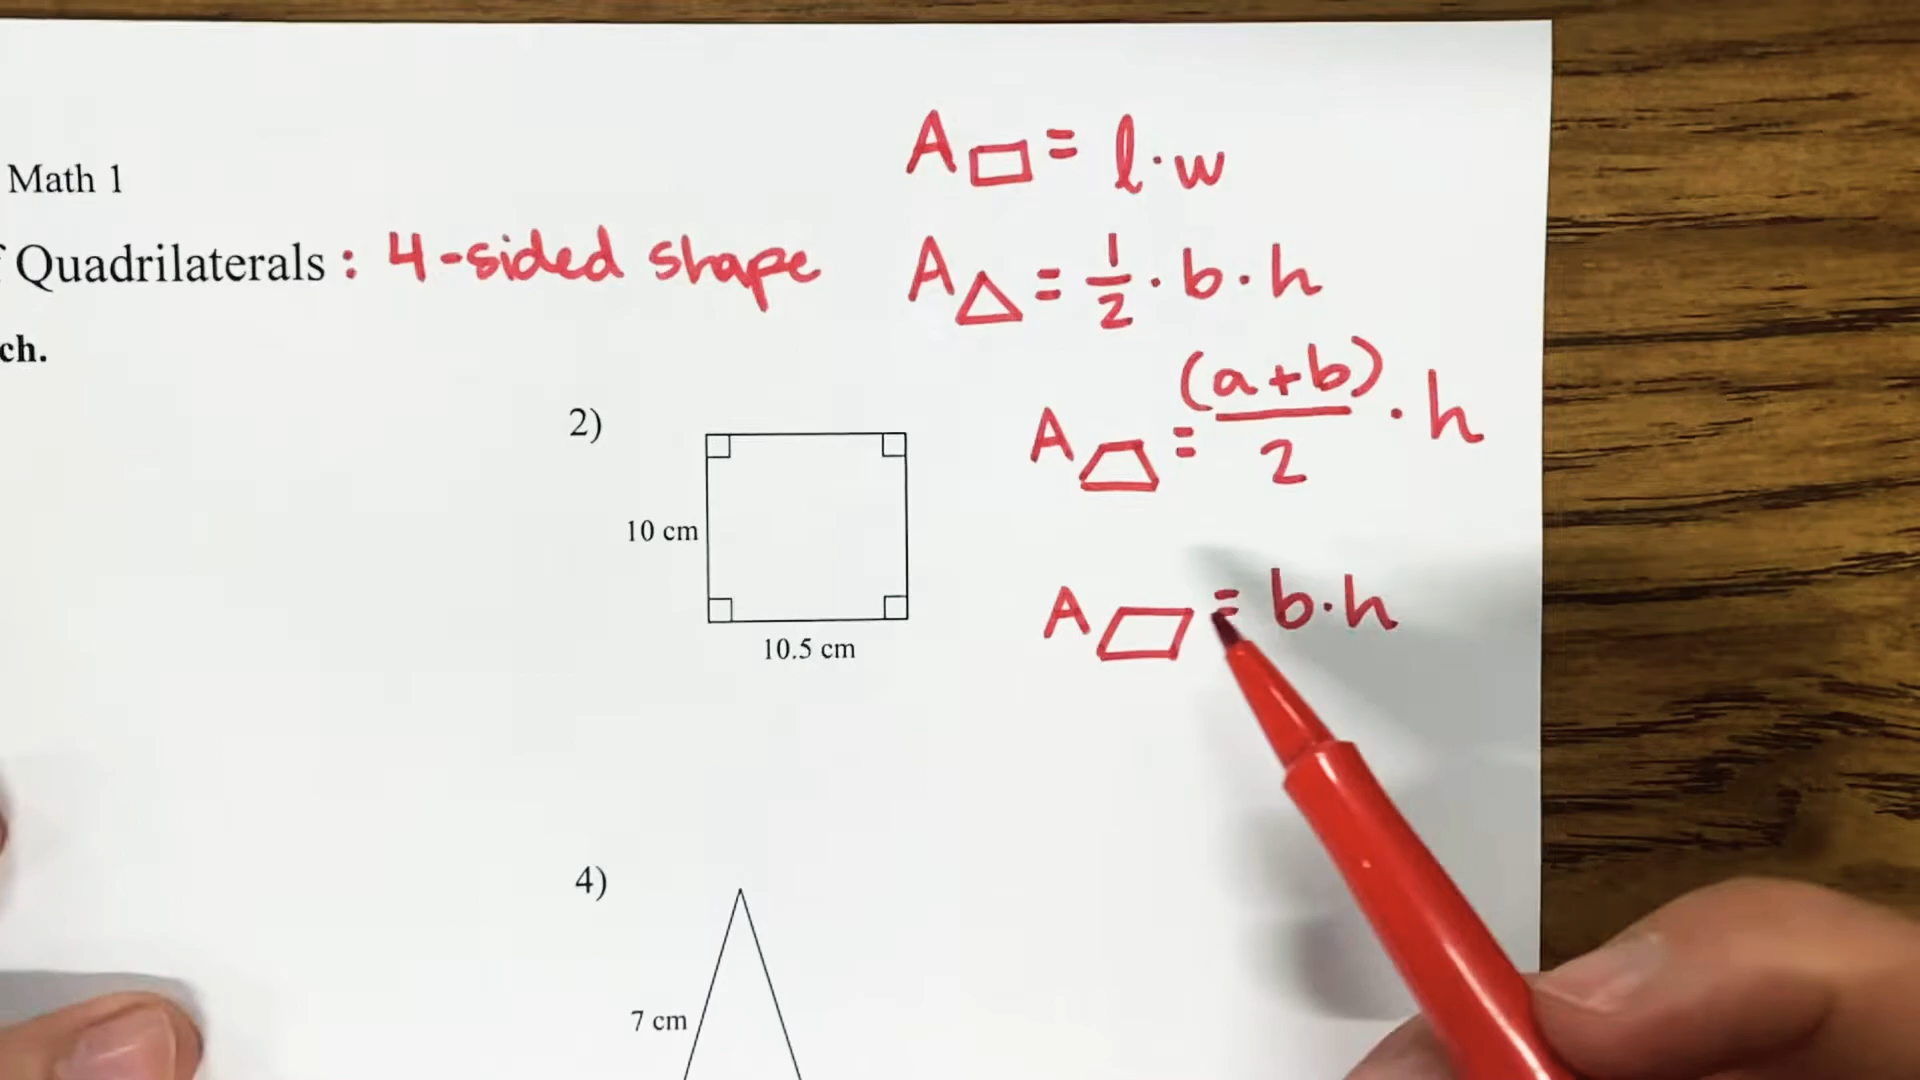 Math 1
Quadrilaterals : 4-sided shape
ch.
A▭ = l·w
A△ = 1/2 · b · h
A⏢ = (a+b)/2 · h
2)
10 cm
10.5 cm
A▱ = b·h
4)
7 cm